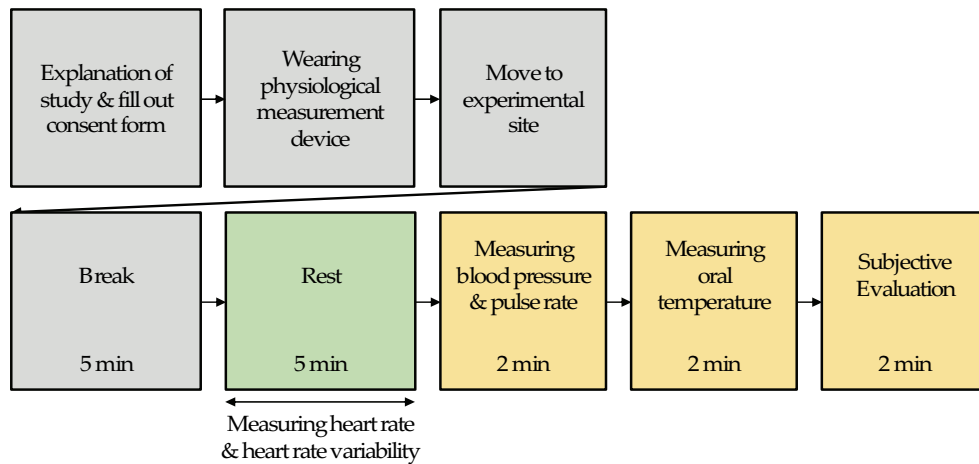 Explanation of
study & fill out
consent form
Wearing
physiological
measurement
device
Move to
experimental
site
Break
5 min
Rest
5 min
Measuring
blood pressure
& pulse rate
2 min
Measuring
oral
temperature
2 min
Subjective
Evaluation
2 min
Measuring heart rate
& heart rate variability